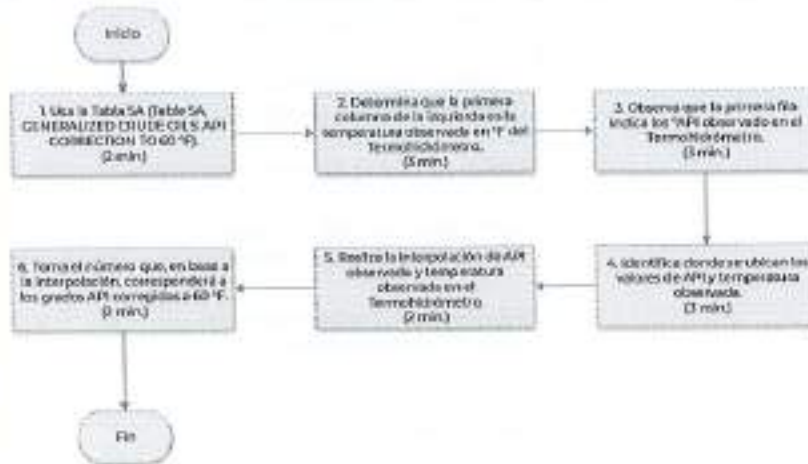 Inicio
1. Usa la Tabla 5A (Table 5A,
GENERALIZED CRUDE OILS, API
CORRECTION TO 60 °F).
(2 min.)
2. Determina que la primera
columna de la izquierda es la
temperatura observada en °F del
Termohidrómetro.
(3 min.)
3. Observa que la primera fila
indica los °API observado en el
Termohidrómetro.
(3 min.)
4. Identifica donde se ubican los
valores de API y temperatura
observada.
(3 min.)
5. Realiza la interpolación de API
observado y temperatura
observada en el
Termohidrómetro
(2 min.)
6. Toma el número que, en base a
la interpolación, corresponderá a
los grados API corregidos a 60 °F.
(2 min.)
Fin